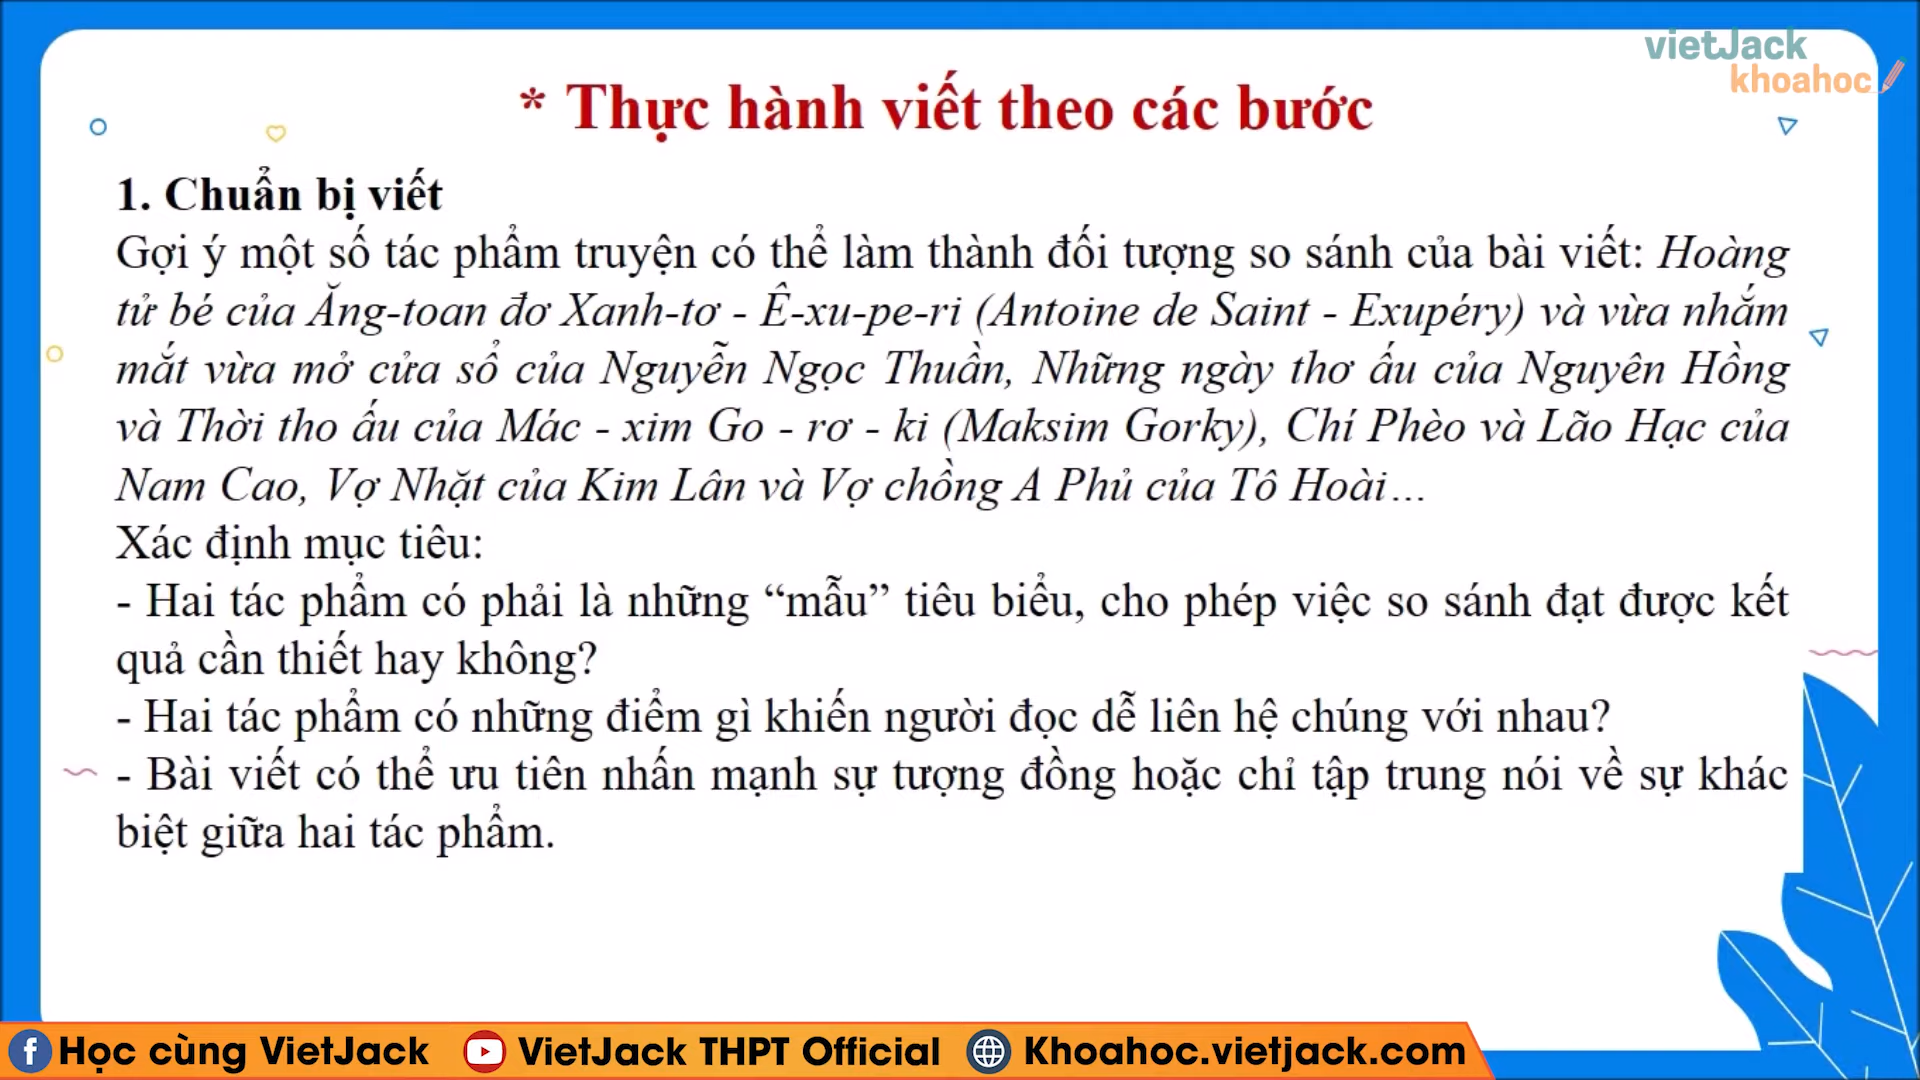 vietJack
khoahoc
* Thực hành viết theo các bước
1. Chuẩn bị viết
Gợi ý một số tác phẩm truyện có thể làm thành đối tượng so sánh của bài viết: Hoàng
tử bé của Ăng-toan đơ Xanh-tơ - Ê-xu-pe-ri (Antoine de Saint - Exupéry) và vừa nhắm
mắt vừa mở cửa sổ của Nguyễn Ngọc Thuần, Những ngày thơ ấu của Nguyên Hồng
và Thời tho ấu của Mác - xim Go - rơ - ki (Maksim Gorky), Chí Phèo và Lão Hạc của
Nam Cao, Vợ Nhặt của Kim Lân và Vợ chồng A Phủ của Tô Hoài...
Xác định mục tiêu:
- Hai tác phẩm có phải là những “mẫu” tiêu biểu, cho phép việc so sánh đạt được kết
quả cần thiết hay không?
- Hai tác phẩm có những điểm gì khiến người đọc dễ liên hệ chúng với nhau?
- Bài viết có thể ưu tiên nhấn mạnh sự tượng đồng hoặc chỉ tập trung nói về sự khác
biệt giữa hai tác phẩm.
Học cùng VietJack VietJack THPT Official Khoahoc.vietjack.com